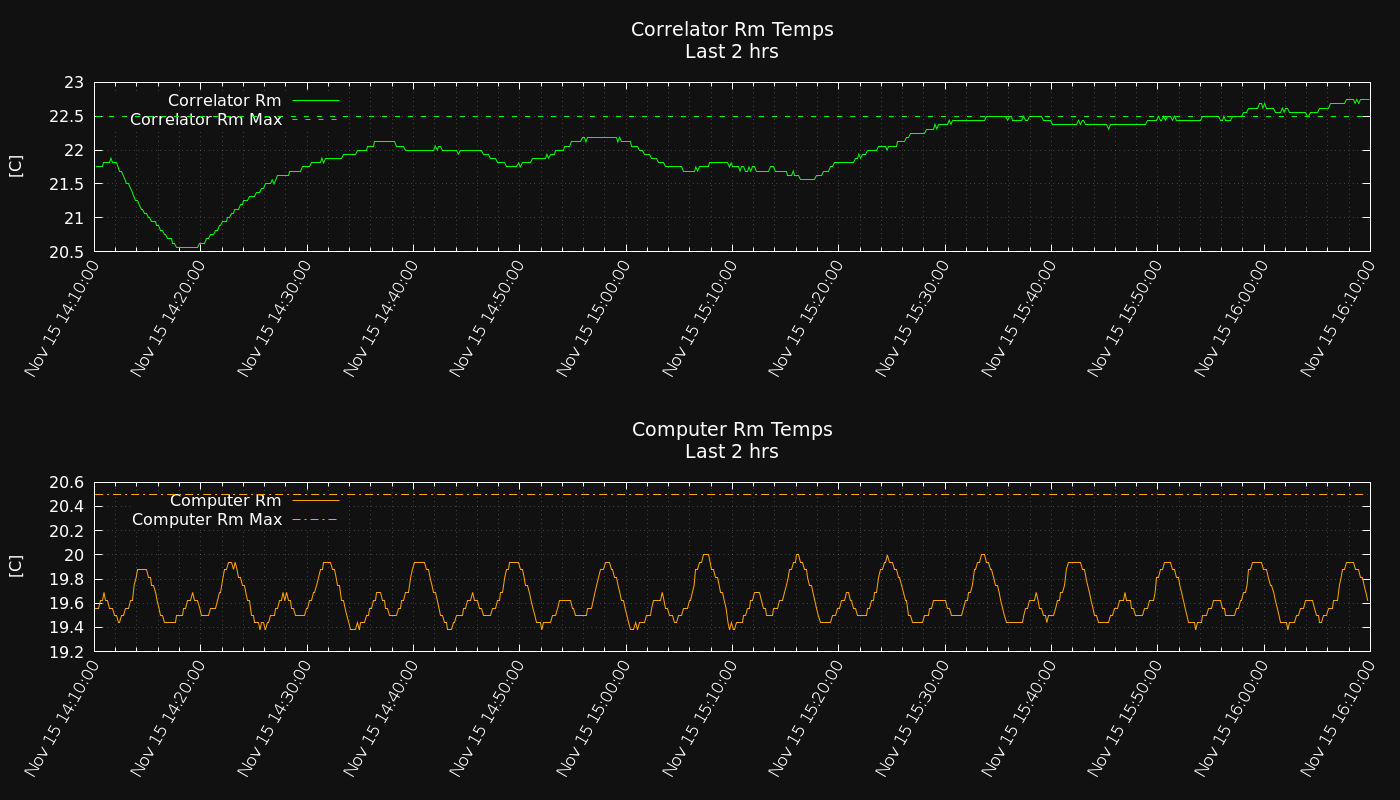 Correlator Rm Temps
Last 2 hrs
23
22.5
22
21.5
21
20.5
[C]
Correlator Rm
Correlator Rm Max
Nov 15 14:10:00
Nov 15 14:20:00
Nov 15 14:30:00
Nov 15 14:40:00
Nov 15 14:50:00
Nov 15 15:00:00
Nov 15 15:10:00
Nov 15 15:20:00
Nov 15 15:30:00
Nov 15 15:40:00
Nov 15 15:50:00
Nov 15 16:00:00
Nov 15 16:10:00
Computer Rm Temps
Last 2 hrs
20.6
20.4
20.2
20
19.8
19.6
19.4
19.2
[C]
Computer Rm
Computer Rm Max
Nov 15 14:10:00
Nov 15 14:20:00
Nov 15 14:30:00
Nov 15 14:40:00
Nov 15 14:50:00
Nov 15 15:00:00
Nov 15 15:10:00
Nov 15 15:20:00
Nov 15 15:30:00
Nov 15 15:40:00
Nov 15 15:50:00
Nov 15 16:00:00
Nov 15 16:10:00